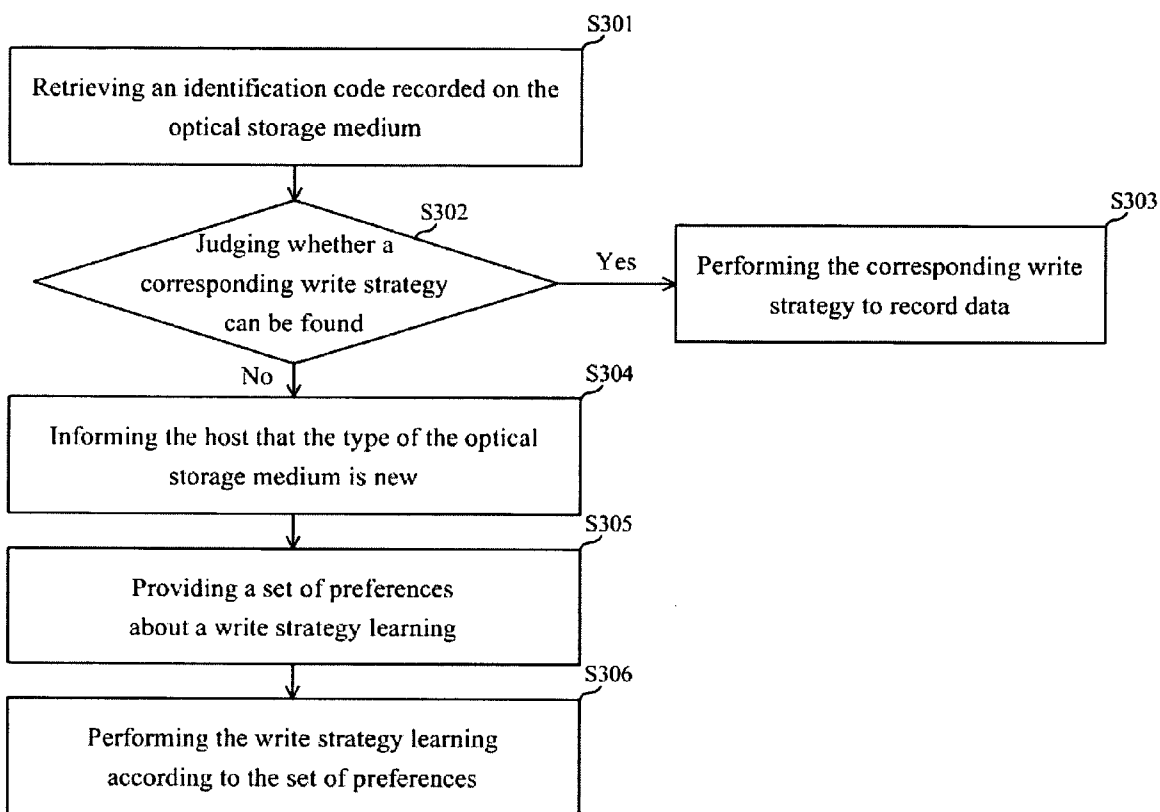 S301
Retrieving an identification code recorded on the
optical storage medium
S302
Judging whether a
corresponding write strategy
can be found
Yes
S303
Performing the corresponding write
strategy to record data
No
S304
Informing the host that the type of the optical
storage medium is new
S305
Providing a set of preferences
about a write strategy learning
S306
Performing the write strategy learning
according to the set of preferences